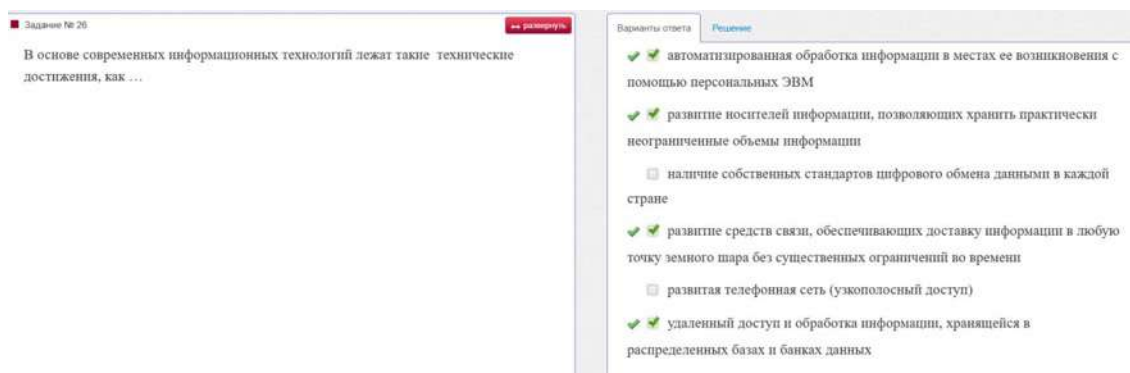 Задание № 26
развернуть
В основе современных информационных технологий лежат такие технические
достижения, как …
Варианты ответа
Решение
автоматизированная обработка информации в местах ее возникновения с
помощью персональных ЭВМ
развитие носителей информации, позволяющих хранить практически
неограниченные объемы информации
наличие собственных стандартов цифрового обмена данными в каждой
стране
развитие средств связи, обеспечивающих доставку информации в любую
точку земного шара без существенных ограничений во времени
развитая телефонная сеть (узкополосный доступ)
удаленный доступ и обработка информации, хранящейся в
распределенных базах и банках данных